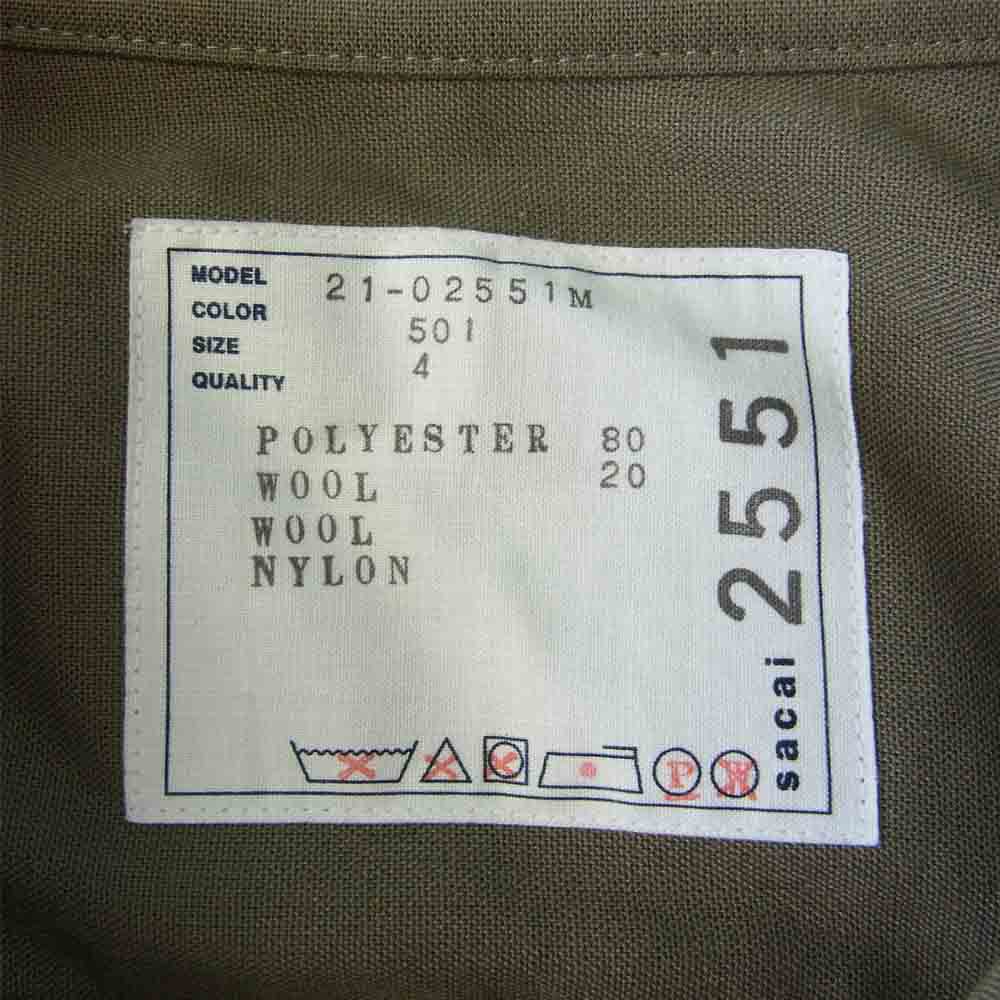 MODEL 21-02551M
COLOR 501
SIZE 4
QUALITY
POLYESTER 80
WOOL 20
WOOL
NYLON
sacai 2551
P
W